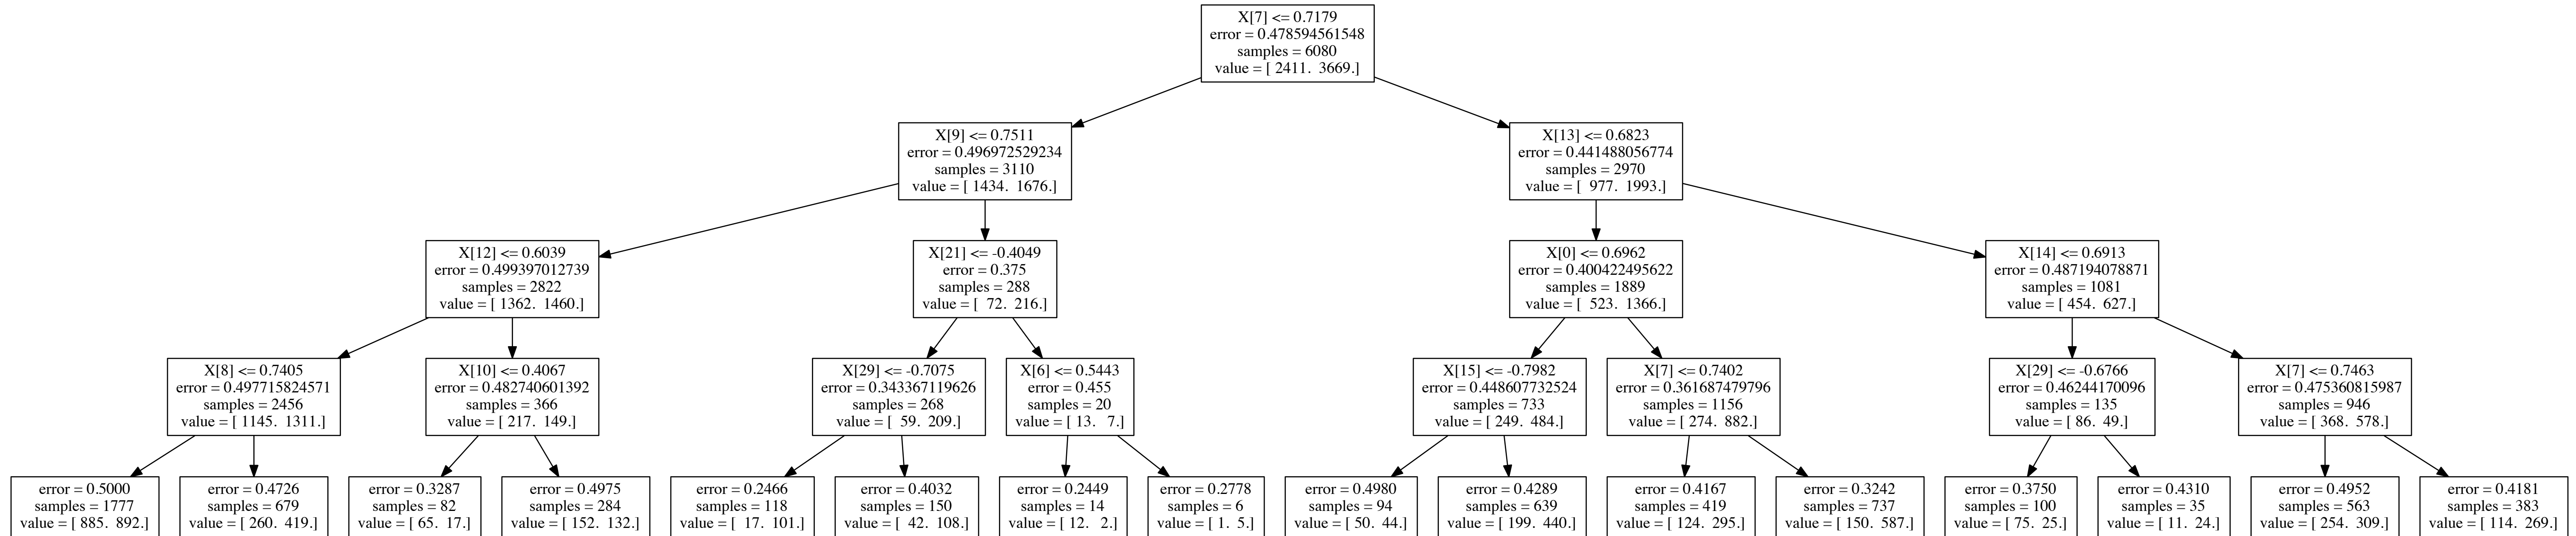 X[7] <= 0.7179
error = 0.478594561548
samples = 6080
value = [ 2411. 3669.]
X[9] <= 0.7511
error = 0.496972529234
samples = 3110
value = [ 1434. 1676.]
X[13] <= 0.6823
error = 0.441488056774
samples = 2970
value = [ 977. 1993.]
X[12] <= 0.6039
error = 0.499397012739
samples = 2822
value = [ 1362. 1460.]
X[21] <= -0.4049
error = 0.375
samples = 288
value = [ 72. 216.]
X[0] <= 0.6962
error = 0.400422495622
samples = 1889
value = [ 523. 1366.]
X[14] <= 0.6913
error = 0.487194078871
samples = 1081
value = [ 454. 627.]
X[8] <= 0.7405
error = 0.497715824571
samples = 2456
value = [ 1145. 1311.]
X[10] <= 0.4067
error = 0.482740601392
samples = 366
value = [ 217. 149.]
X[29] <= -0.7075
error = 0.343367119626
samples = 268
value = [ 59. 209.]
X[6] <= 0.5443
error = 0.455
samples = 20
value = [ 13. 7.]
X[15] <= -0.7982
error = 0.448607732524
samples = 733
value = [ 249. 484.]
X[7] <= 0.7402
error = 0.361687479796
samples = 1156
value = [ 274. 882.]
X[29] <= -0.6766
error = 0.46244170096
samples = 135
value = [ 86. 49.]
X[7] <= 0.7463
error = 0.475360815987
samples = 946
value = [ 368. 578.]
error = 0.5000
samples = 1777
value = [ 885. 892.]
error = 0.4726
samples = 679
value = [ 260. 419.]
error = 0.3287
samples = 82
value = [ 65. 17.]
error = 0.4975
samples = 284
value = [ 152. 132.]
error = 0.2466
samples = 118
value = [ 17. 101.]
error = 0.4032
samples = 150
value = [ 42. 108.]
error = 0.2449
samples = 14
value = [ 12. 2.]
error = 0.2778
samples = 6
value = [ 1. 5.]
error = 0.4980
samples = 94
value = [ 50. 44.]
error = 0.4289
samples = 639
value = [ 199. 440.]
error = 0.4167
samples = 419
value = [ 124. 295.]
error = 0.3242
samples = 737
value = [ 150. 587.]
error = 0.3750
samples = 100
value = [ 75. 25.]
error = 0.4310
samples = 35
value = [ 11. 24.]
error = 0.4952
samples = 563
value = [ 254. 309.]
error = 0.4181
samples = 383
value = [ 114. 269.]